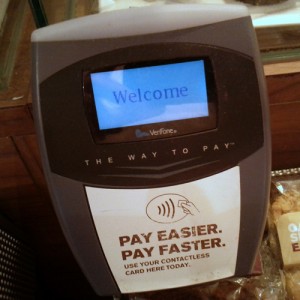 Welcome
VeriFone
THE WAY TO PAY™
PAY EASIER.
PAY FASTER.
USE YOUR CONTACTLESS
CARD HERE TODAY.